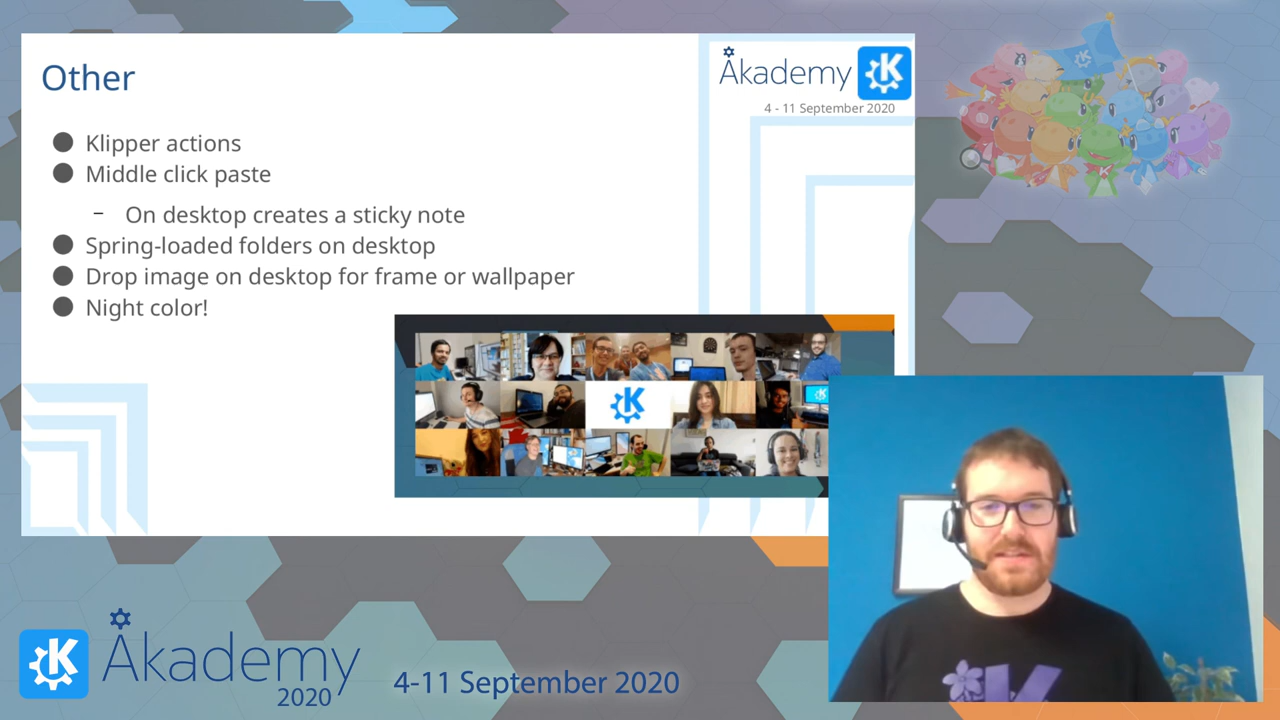 Other
Akademy
4 - 11 September 2020
Klipper actions
Middle click paste
– On desktop creates a sticky note
Spring-loaded folders on desktop
Drop image on desktop for frame or wallpaper
Night color!
Akademy
2020
4-11 September 2020